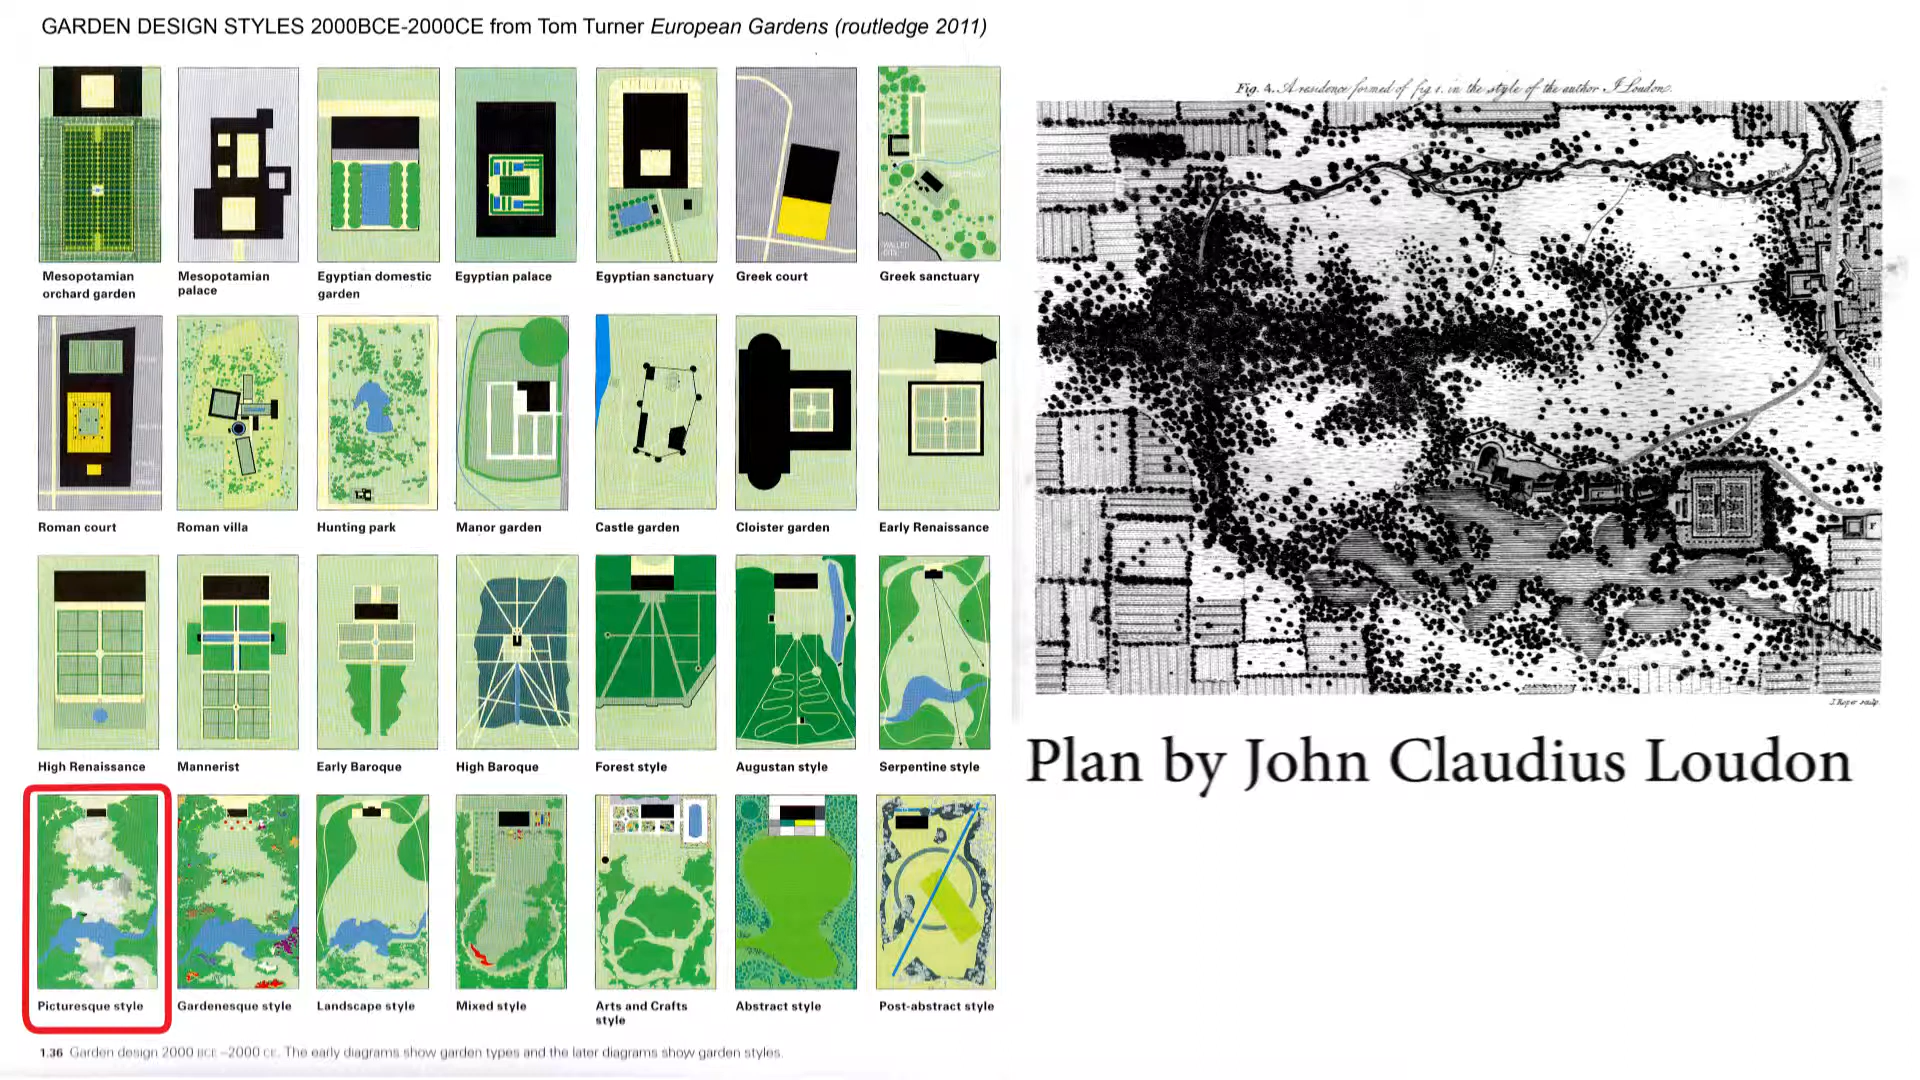 GARDEN DESIGN STYLES 2000BCE-2000CE from Tom Turner European Gardens (routledge 2011)
Mesopotamian
orchard garden
Mesopotamian
palace
Egyptian domestic
garden
Egyptian palace
Egyptian sanctuary
Greek court
WALLED
CITY
Greek sanctuary
Roman court
Roman villa
Hunting park
Manor garden
Castle garden
Cloister garden
Early Renaissance
High Renaissance
Mannerist
Early Baroque
High Baroque
Forest style
Augustan style
Serpentine style
Picturesque style
Gardenesque style
Landscape style
Mixed style
Arts and Crafts
style
Abstract style
Post-abstract style
1.36 Garden design 2000 BCE –2000 CE. The early diagrams show garden types and the later diagrams show garden styles.
Fig. 4. A residence formed of fig 1. in the style of the author J Loudon.
Brook
J. Roper sculp.
Plan by John Claudius Loudon